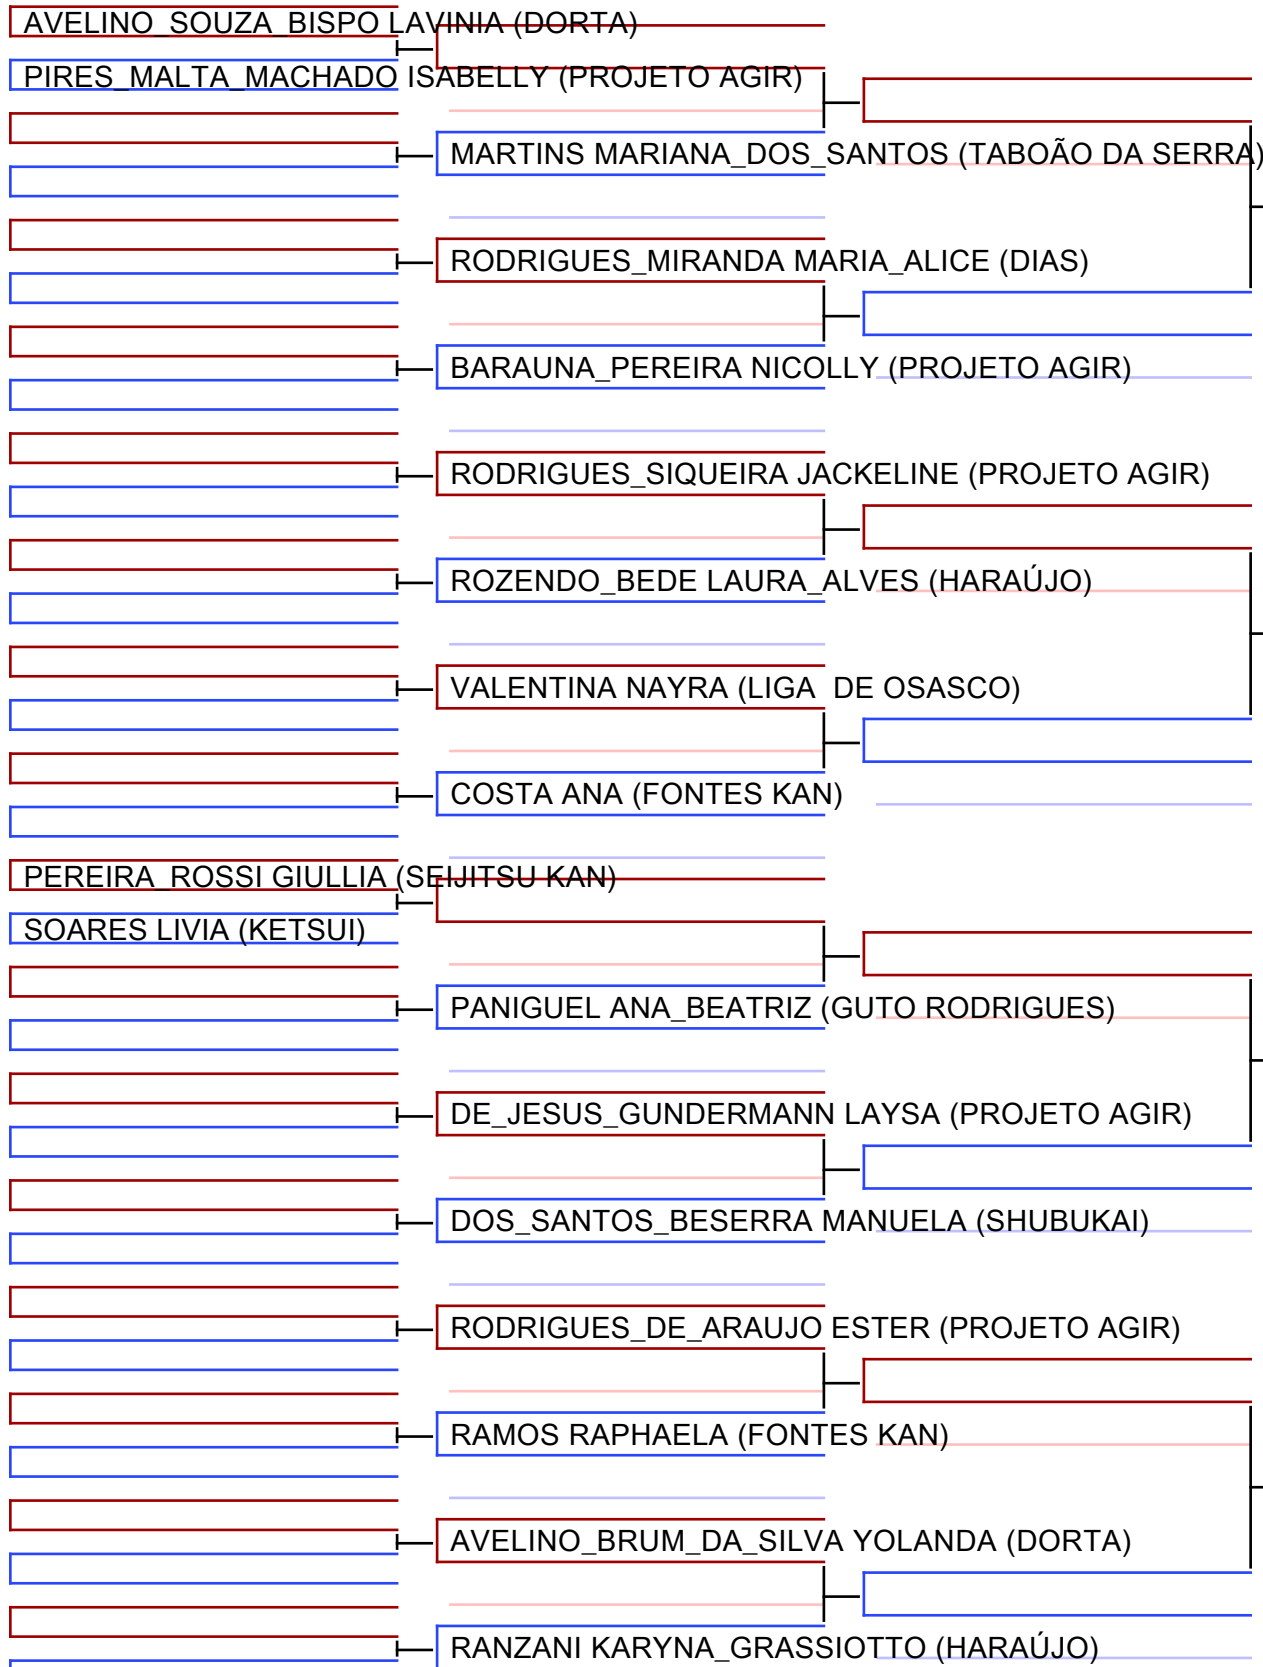 AVELINO_SOUZA_BISPO LAVINIA (DORTA)
PIRES_MALTA_MACHADO ISABELLY (PROJETO AGIR)
MARTINS MARIANA_DOS_SANTOS (TABOÃO DA SERRA)
RODRIGUES_MIRANDA MARIA_ALICE (DIAS)
BARAUNA_PEREIRA NICOLLY (PROJETO AGIR)
RODRIGUES_SIQUEIRA JACKELINE (PROJETO AGIR)
ROZENDO_BEDE LAURA_ALVES (HARAÚJO)
VALENTINA NAYRA (LIGA  DE OSASCO)
COSTA ANA (FONTES KAN)
PEREIRA_ROSSI GIULLIA (SEIJITSU KAN)
SOARES LIVIA (KETSUI)
PANIGUEL ANA_BEATRIZ (GUTO RODRIGUES)
DE_JESUS_GUNDERMANN LAYSA (PROJETO AGIR)
DOS_SANTOS_BESERRA MANUELA (SHUBUKAI)
RODRIGUES_DE_ARAUJO ESTER (PROJETO AGIR)
RAMOS RAPHAELA (FONTES KAN)
AVELINO_BRUM_DA_SILVA YOLANDA (DORTA)
RANZANI KARYNA_GRASSIOTTO (HARAÚJO)